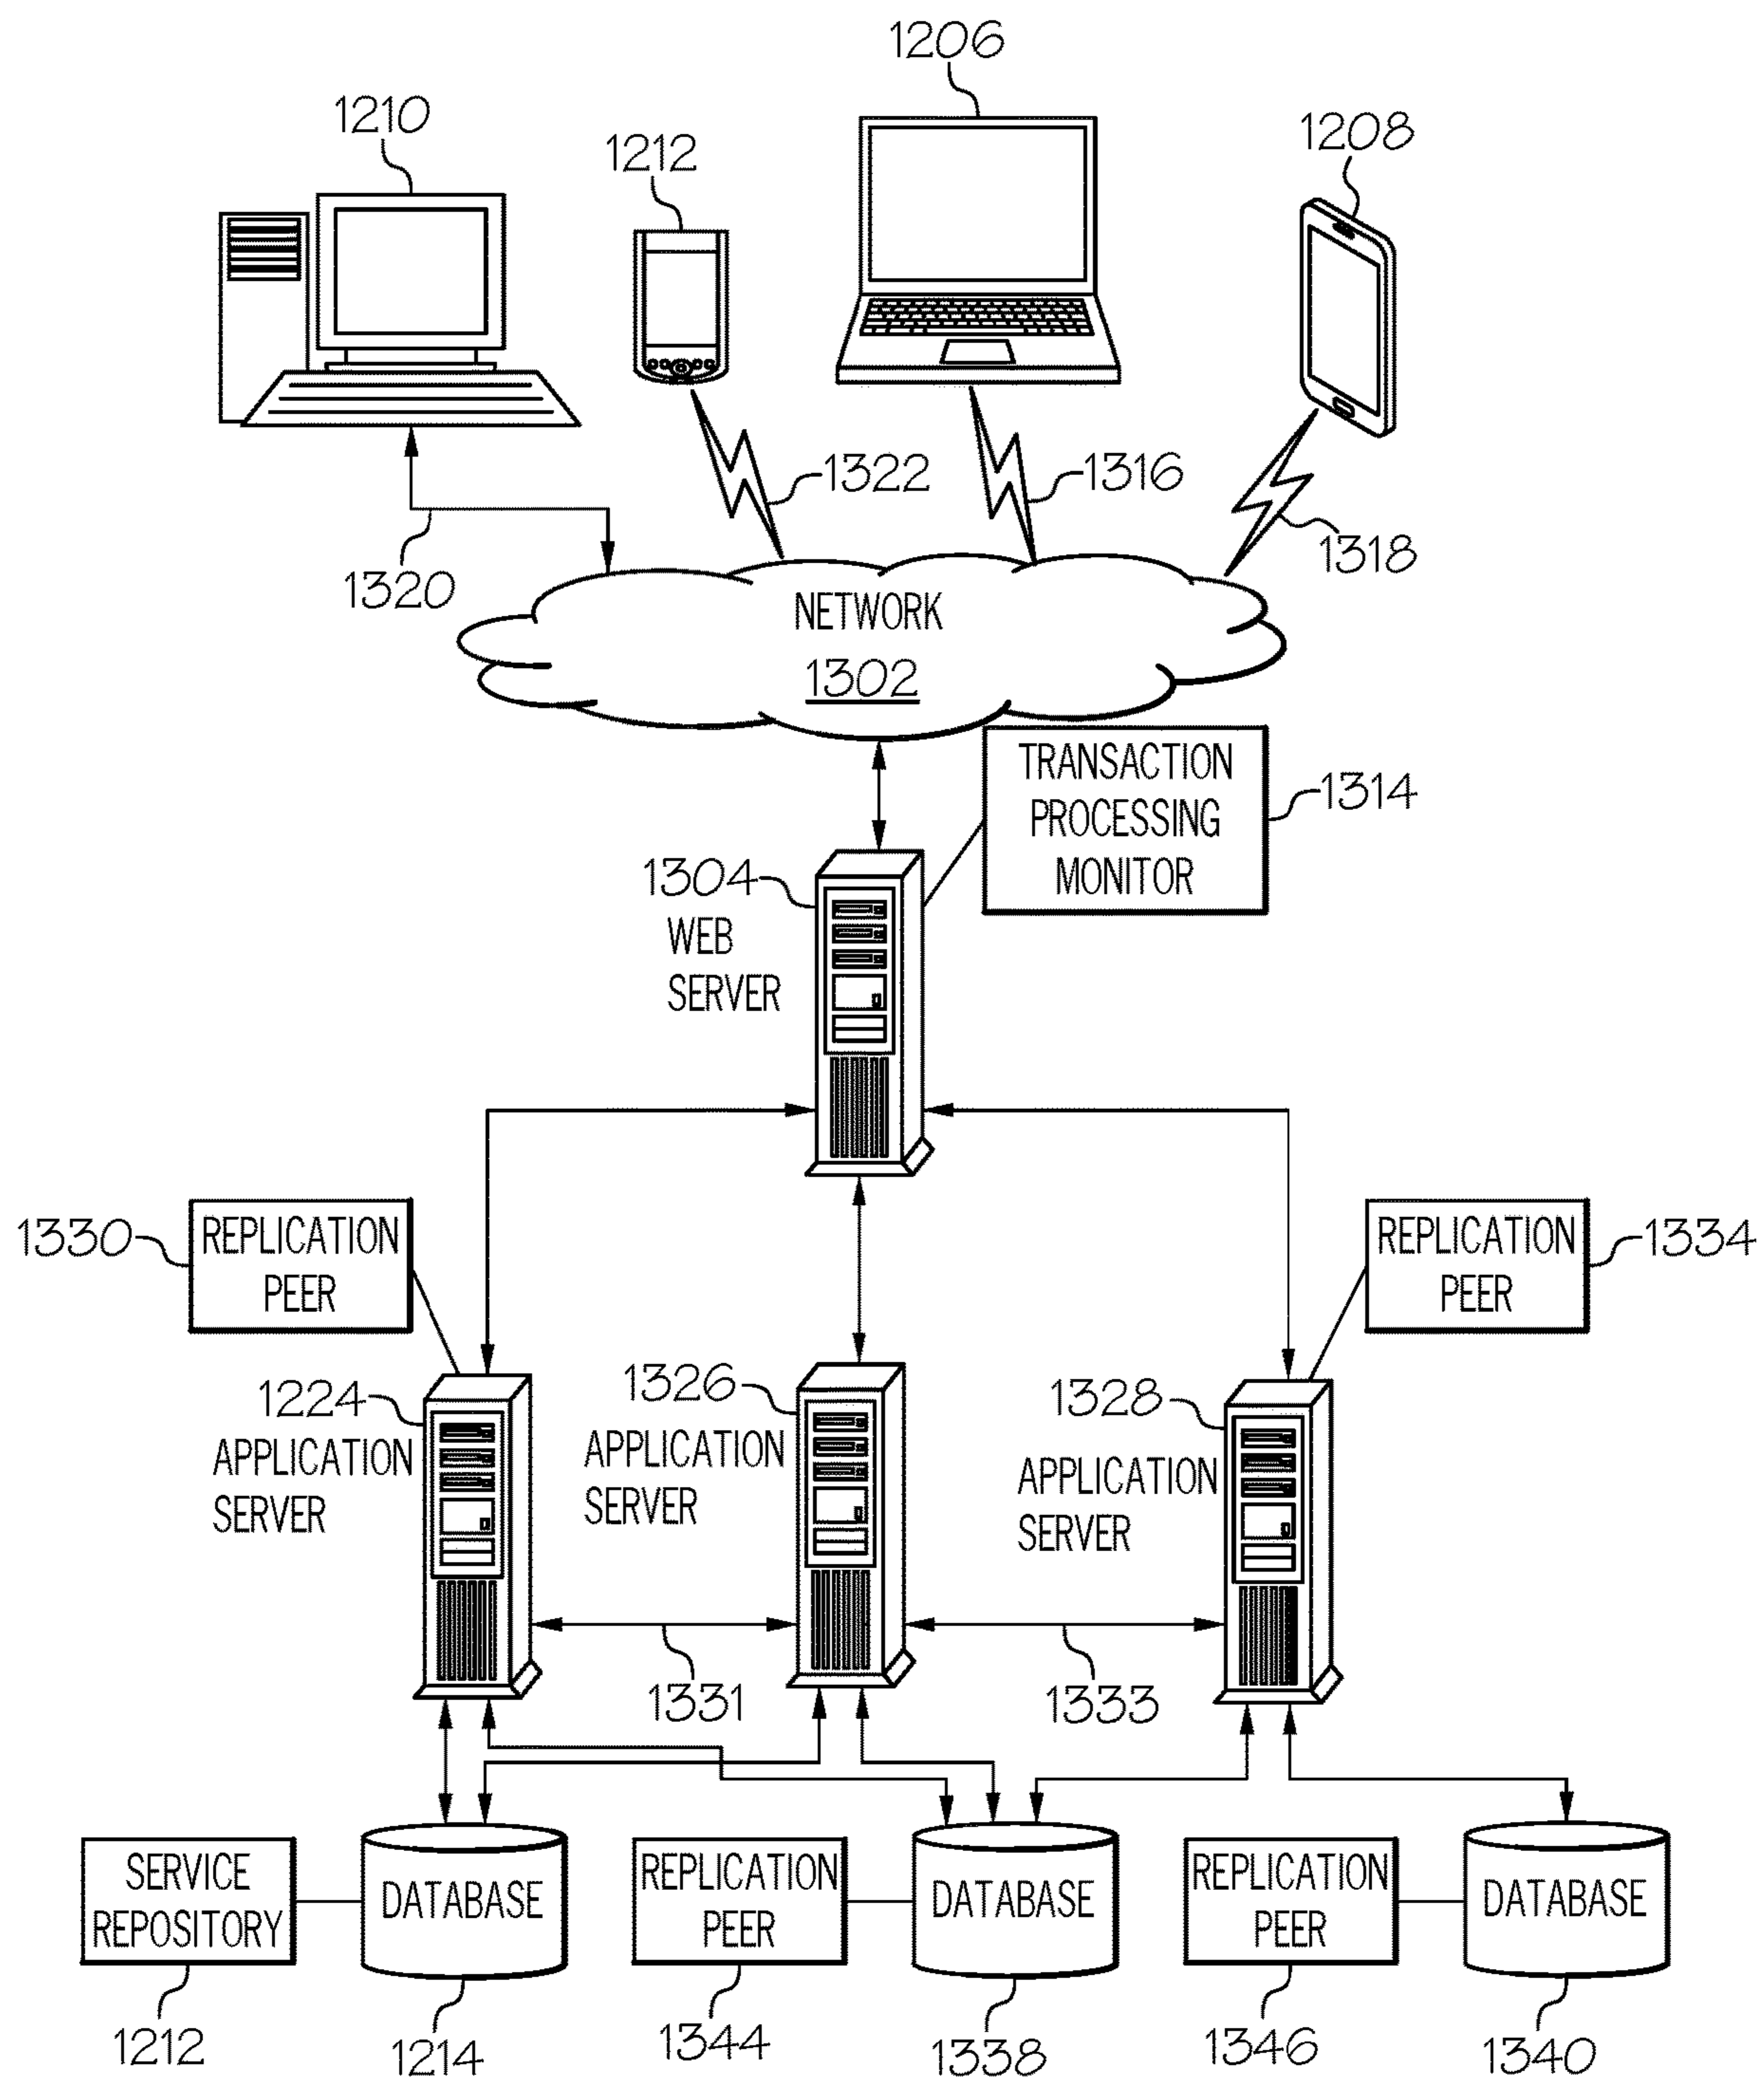 1206
1210
1212
1208
1322
1316
1318
1320
NETWORK
1302
TRANSACTION
PROCESSING
MONITOR
1314
1304
WEB
SERVER
1330
REPLICATION
PEER
REPLICATION
PEER
1334
1224
APPLICATION
SERVER
1326
APPLICATION
SERVER
1328
APPLICATION
SERVER
1331
1333
SERVICE
REPOSITORY
DATABASE
REPLICATION
PEER
DATABASE
REPLICATION
PEER
DATABASE
1212
1214
1344
1338
1346
1340